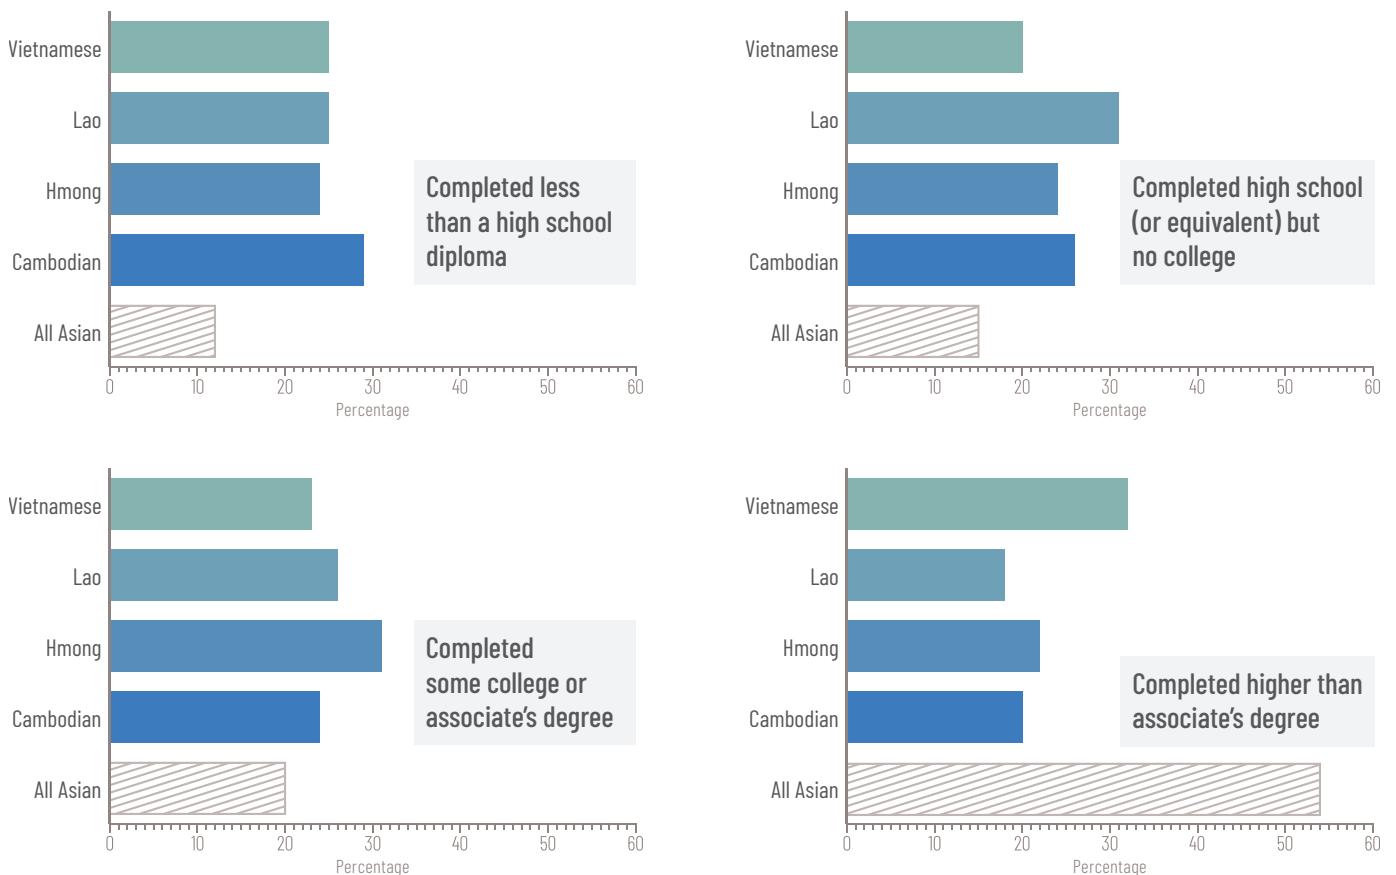 Vietnamese
Lao
Hmong
Cambodian
All Asian
Completed less
than a high school
diploma
0 10 20 30 40 50 60
Percentage
Vietnamese
Lao
Hmong
Cambodian
All Asian
Completed high school
(or equivalent) but
no college
0 10 20 30 40 50 60
Percentage
Vietnamese
Lao
Hmong
Cambodian
All Asian
Completed
some college or
associate’s degree
0 10 20 30 40 50 60
Percentage
Vietnamese
Lao
Hmong
Cambodian
All Asian
Completed higher than
associate’s degree
0 10 20 30 40 50 60
Percentage